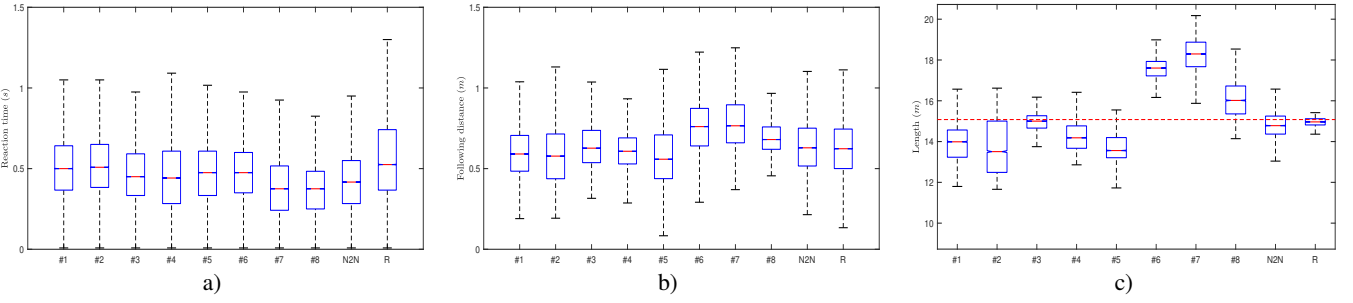 1.5
1
0.5
0
Reaction time (s)
#1 #2 #3 #4 #5 #6 #7 #8 N2N R
a)
1.5
1
0.5
0
Following distance (m)
#1 #2 #3 #4 #5 #6 #7 #8 N2N R
b)
20
18
16
14
12
10
Length (m)
#1 #2 #3 #4 #5 #6 #7 #8 N2N R
c)